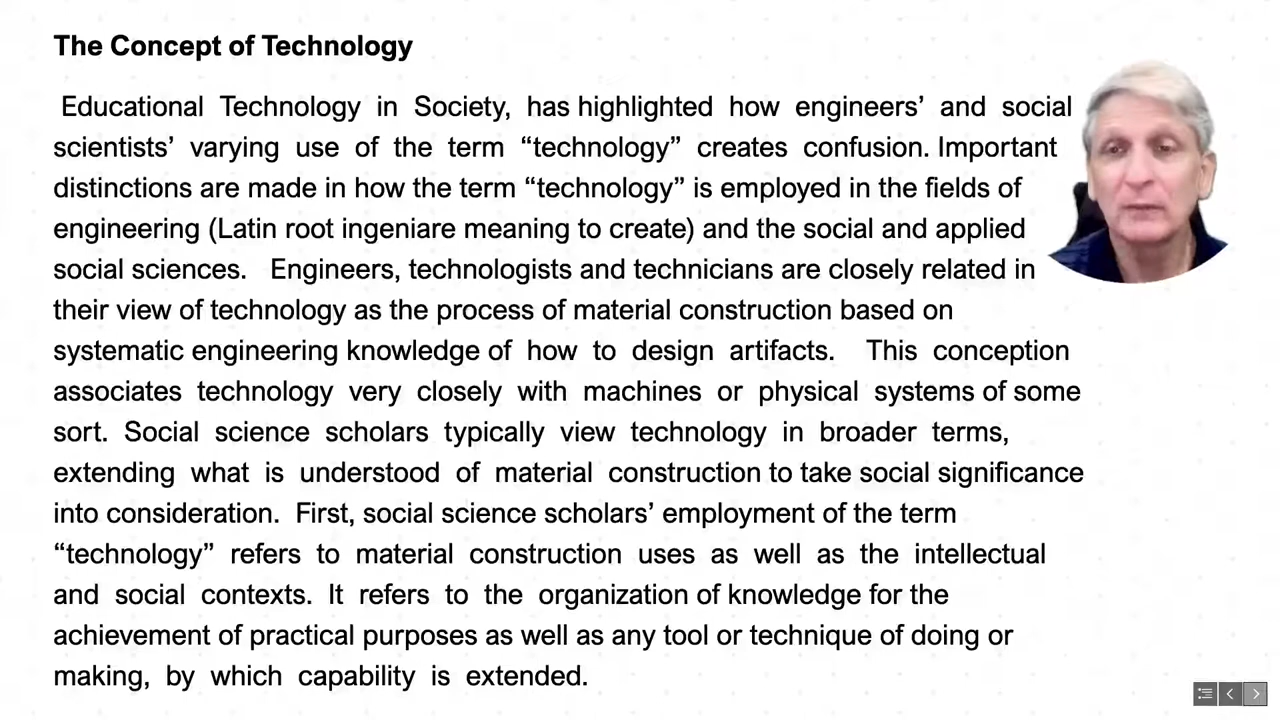 The Concept of Technology
Educational Technology in Society, has highlighted how engineers’ and social
scientists’ varying use of the term “technology” creates confusion. Important
distinctions are made in how the term “technology” is employed in the fields of
engineering (Latin root ingeniare meaning to create) and the social and applied
social sciences. Engineers, technologists and technicians are closely related in
their view of technology as the process of material construction based on
systematic engineering knowledge of how to design artifacts. This conception
associates technology very closely with machines or physical systems of some
sort. Social science scholars typically view technology in broader terms,
extending what is understood of material construction to take social significance
into consideration. First, social science scholars’ employment of the term
“technology” refers to material construction uses as well as the intellectual
and social contexts. It refers to the organization of knowledge for the
achievement of practical purposes as well as any tool or technique of doing or
making, by which capability is extended.